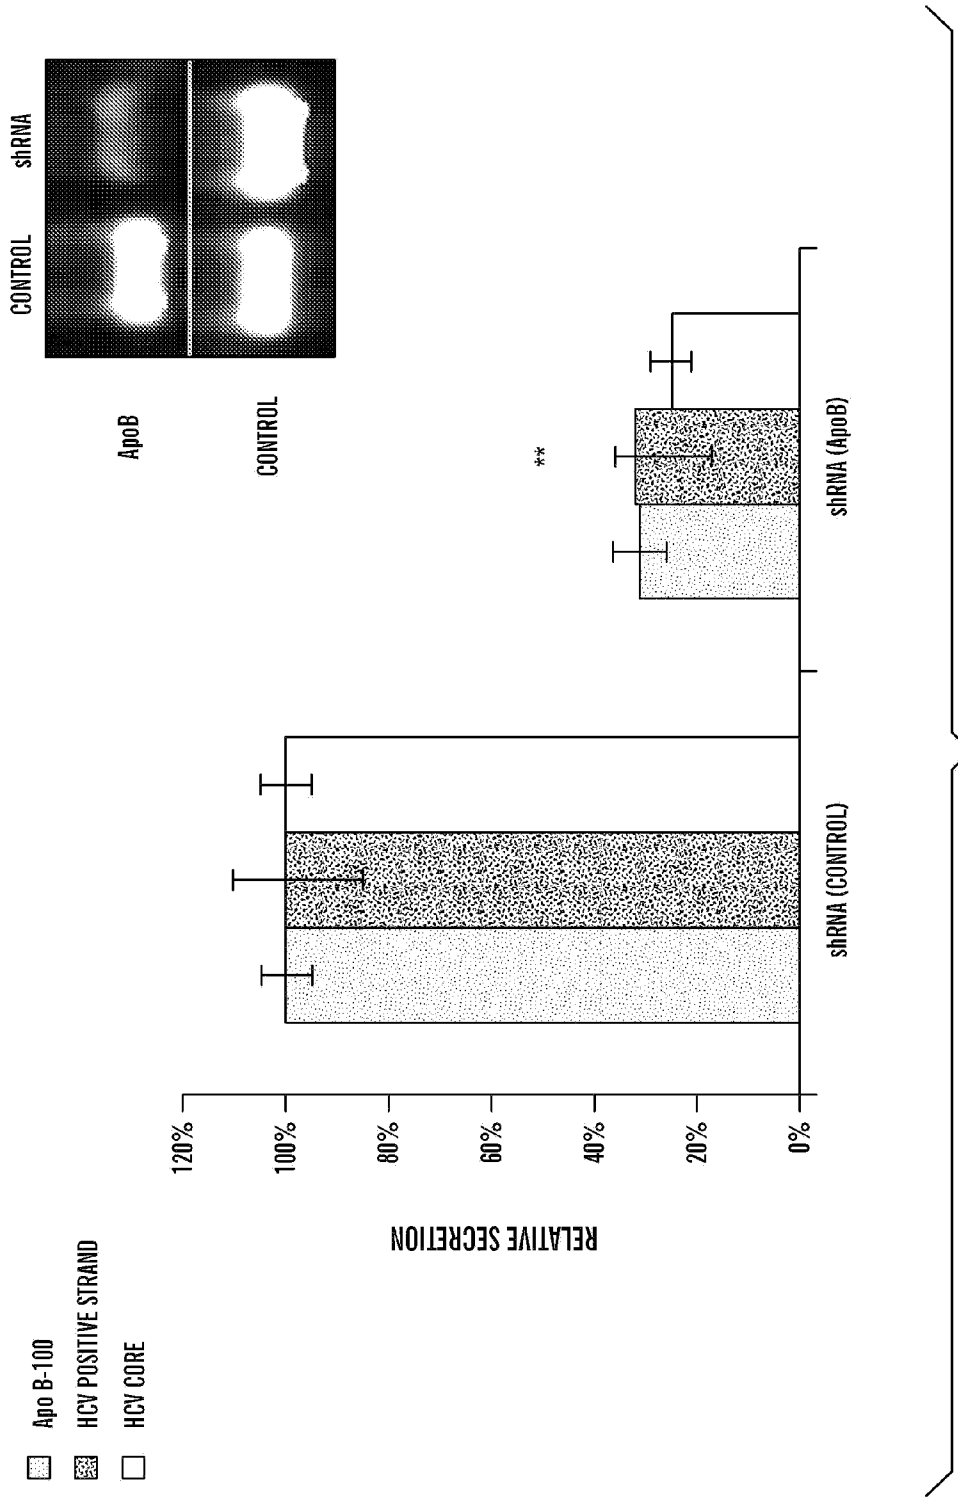 Apo B-100
HCV POSITIVE STRAND
HCV CORE
RELATIVE SECRETION
120%
100%
80%
60%
40%
20%
0%
shRNA (CONTROL)
shRNA (ApoB)
**
CONTROL shRNA
ApoB
CONTROL